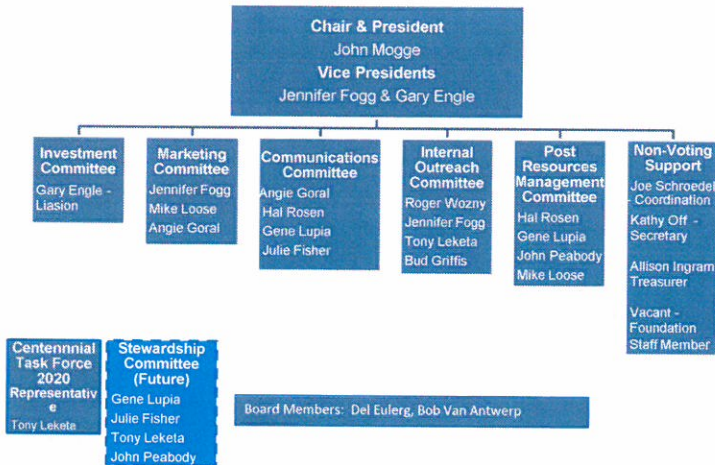 Chair & President
John Mogge
Vice Presidents
Jennifer Fogg & Gary Engle
Investment
Committee
Gary Engle -
Liasion
Marketing
Committee
Jennifer Fogg
Mike Loose
Angie Goral
Communications
Committee
Angie Goral
Hal Rosen
Gene Lupia
Julie Fisher
Internal
Outreach
Committee
Roger Wozny
Jennifer Fogg
Tony Leketa
Bud Griffis
Post
Resources
Management
Committee
Hal Rosen
Gene Lupia
John Peabody
Mike Loose
Non-Voting
Support
Joe Schroedel
- Coordination
Kathy Off -
Secretary
Allison Ingram
Treasurer
Vacant -
Foundation
Staff Member
Centennnial
Task Force
2020
Representativ
e
Tony Leketa
Stewardship
Committee
(Future)
Gene Lupia
Julie Fisher
Tony Leketa
John Peabody
Board Members: Del Eulerg, Bob Van Antwerp